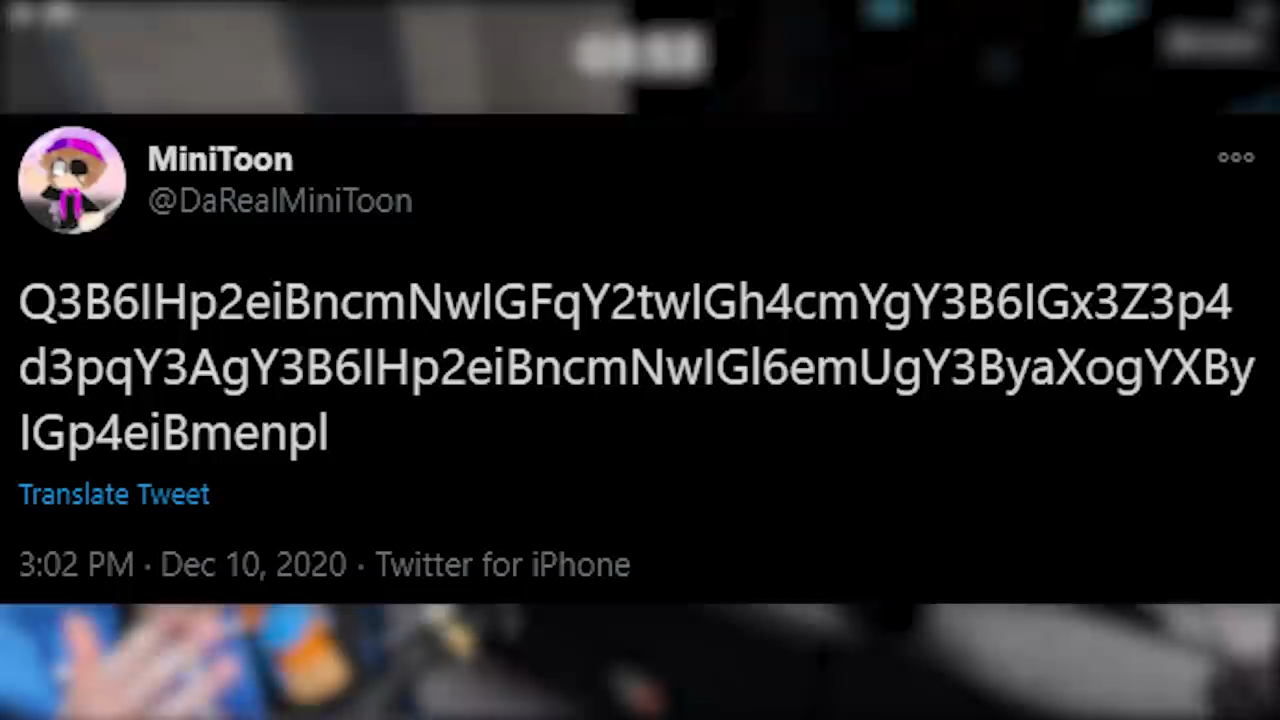 MiniToon
@DaRealMiniToon
Q3B6IHp2eiBncmNwIGFqY2twIGh4cmYgY3B6IGx3Z3p4
d3pqY3AgY3B6IHp2eiBncmNwIGl6emUgY3ByaXogYXBy
IGp4eiBmenpl
Translate Tweet
3:02 PM · Dec 10, 2020 · Twitter for iPhone